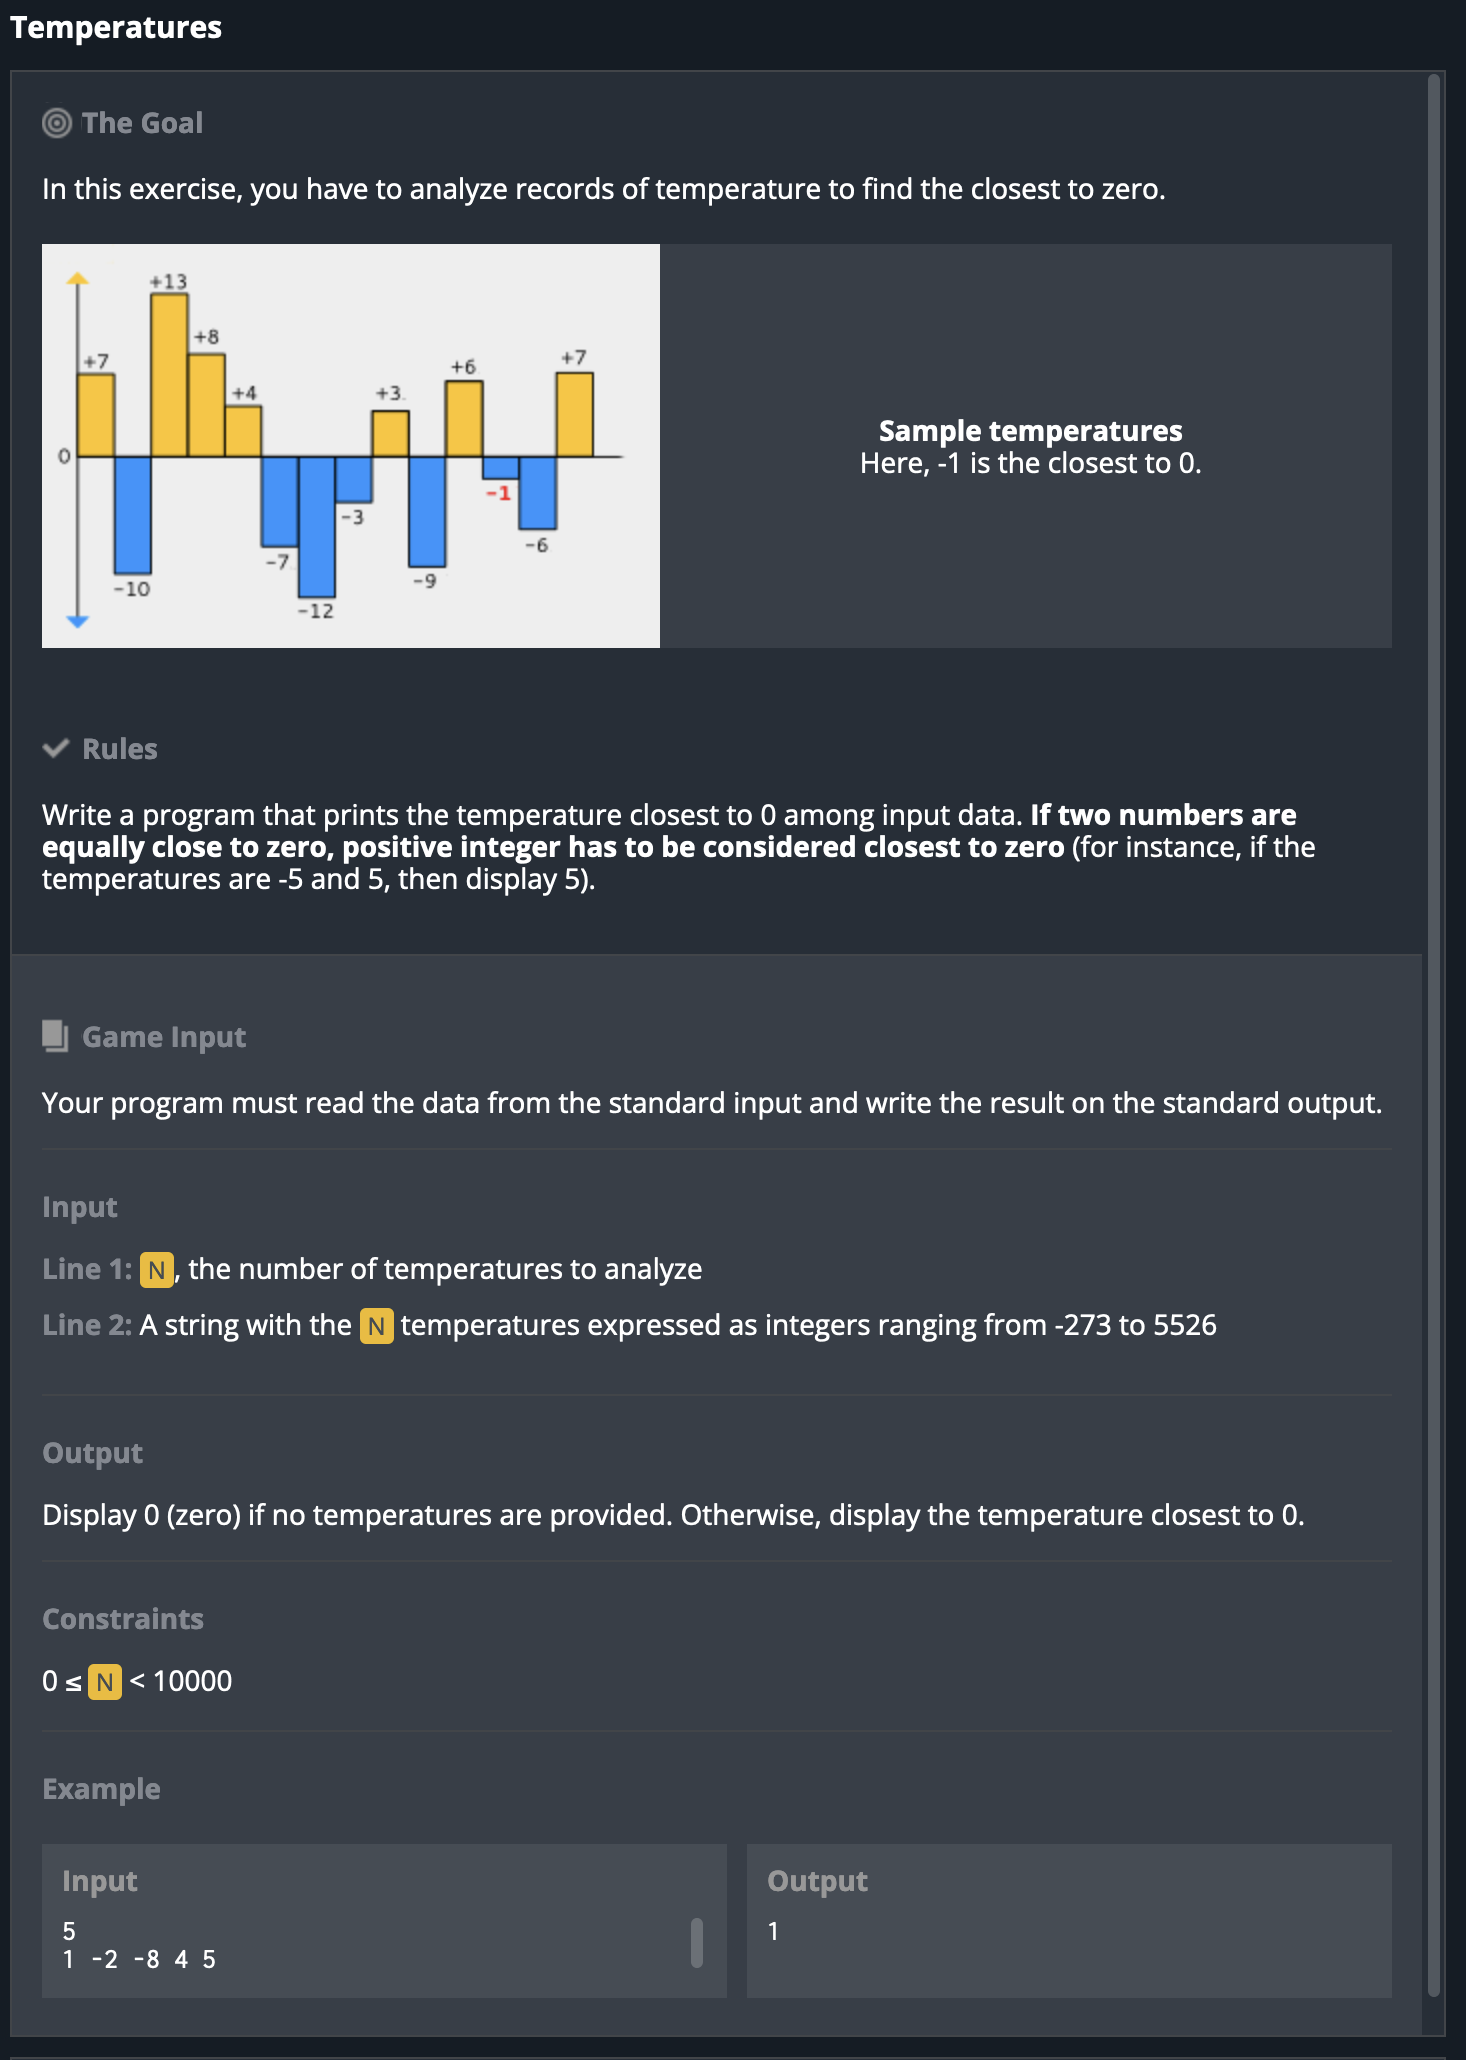 Temperatures
The Goal
In this exercise, you have to analyze records of temperature to find the closest to zero.
+13
+8
+7
+4
+3
+6
+7
0
-10
-7
-12
-3
-9
-1
-6
Sample temperatures
Here, -1 is the closest to 0.
Rules
Write a program that prints the temperature closest to 0 among input data. If two numbers are
equally close to zero, positive integer has to be considered closest to zero (for instance, if the
temperatures are -5 and 5, then display 5).
Game Input
Your program must read the data from the standard input and write the result on the standard output.
Input
Line 1: N, the number of temperatures to analyze
Line 2: A string with the N temperatures expressed as integers ranging from -273 to 5526
Output
Display 0 (zero) if no temperatures are provided. Otherwise, display the temperature closest to 0.
Constraints
0 ≤ N < 10000
Example
Input
5
1 -2 -8 4 5
Output
1